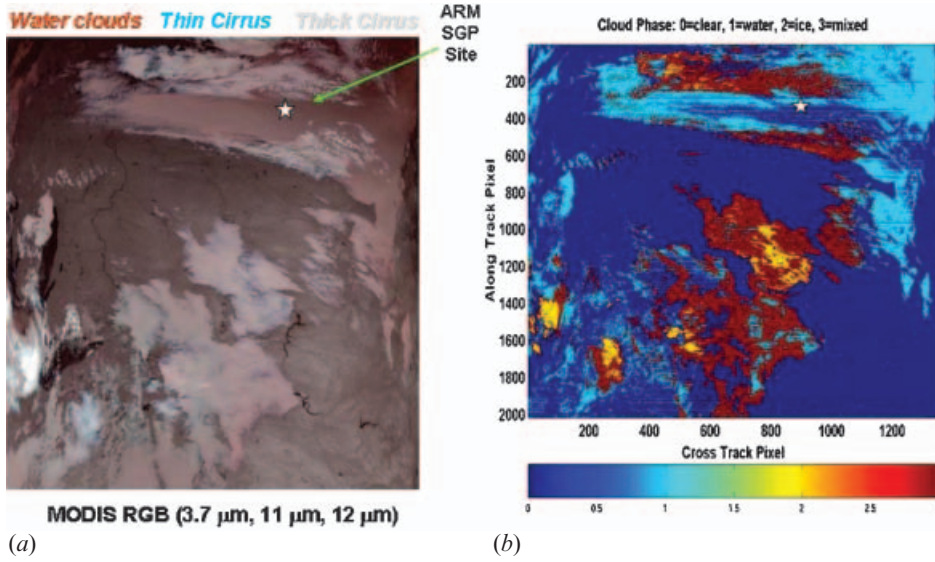 Water clouds Thin Cirrus Thick Cirrus
ARM
SGP
Site
MODIS RGB (3.7 µm, 11 µm, 12 µm)
(a)
Cloud Phase: 0=clear, 1=water, 2=ice, 3=mixed
Along Track Pixel
200
400
600
800
1000
1200
1400
1600
1800
2000
200 400 600 800 1000 1200
Cross Track Pixel
0 0.5 1 1.5 2 2.5
(b)